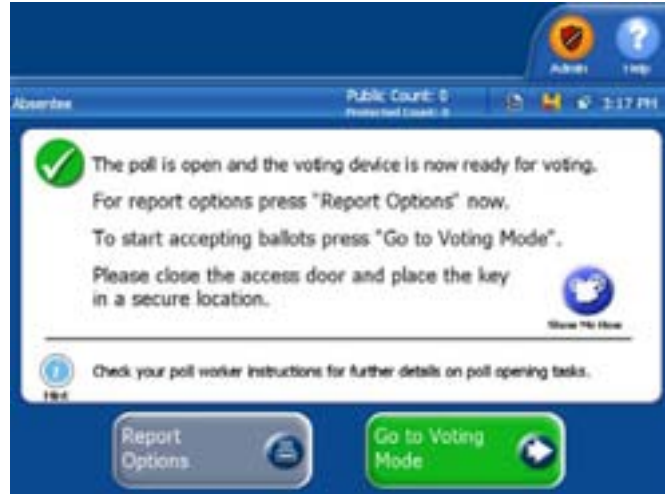 Admin
Help
Absentee
Public Count: 0
Protected Count: 0
3:17 PM
The poll is open and the voting device is now ready for voting.
For report options press "Report Options" now.
To start accepting ballots press "Go to Voting Mode".
Please close the access door and place the key
in a secure location.
Show Me How
Hint
Check your poll worker instructions for further details on poll opening tasks.
Report
Options
Go to Voting
Mode